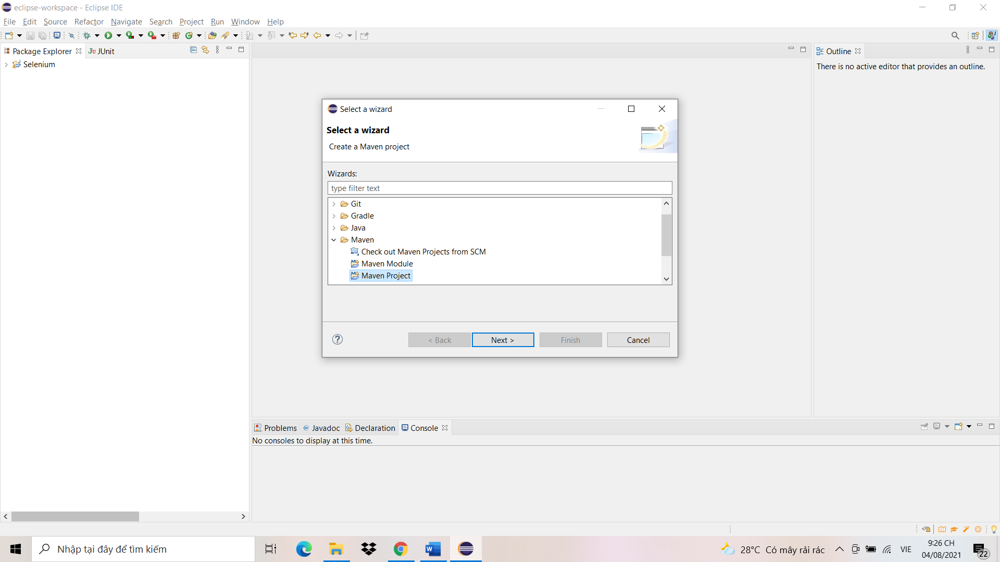 eclipse-workspace - Eclipse IDE
File Edit Source Refactor Navigate Search Project Run Window Help
Package Explorer
JUnit
Selenium
Outline
There is no active editor that provides an outline.
Select a wizard
Select a wizard
Create a Maven project
Wizards:
type filter text
Git
Gradle
Java
Maven
Check out Maven Projects from SCM
Maven Module
Maven Project
< Back Next > Finish Cancel
Problems @ Javadoc Declaration Console
No consoles to display at this time.
Nhập tại đây để tìm kiếm
28°C Có mây rải rác
VIE
9:26 CH
04/08/2021
22